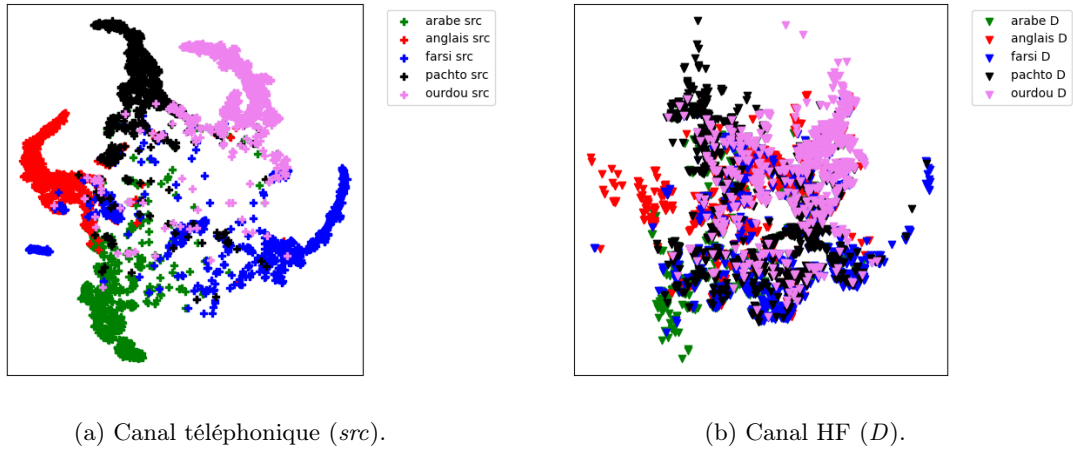 arabe src
anglais src
farsi src
pachto src
ourdou src
arabe D
anglais D
farsi D
pachto D
ourdou D
(a) Canal téléphonique (src).
(b) Canal HF (D).